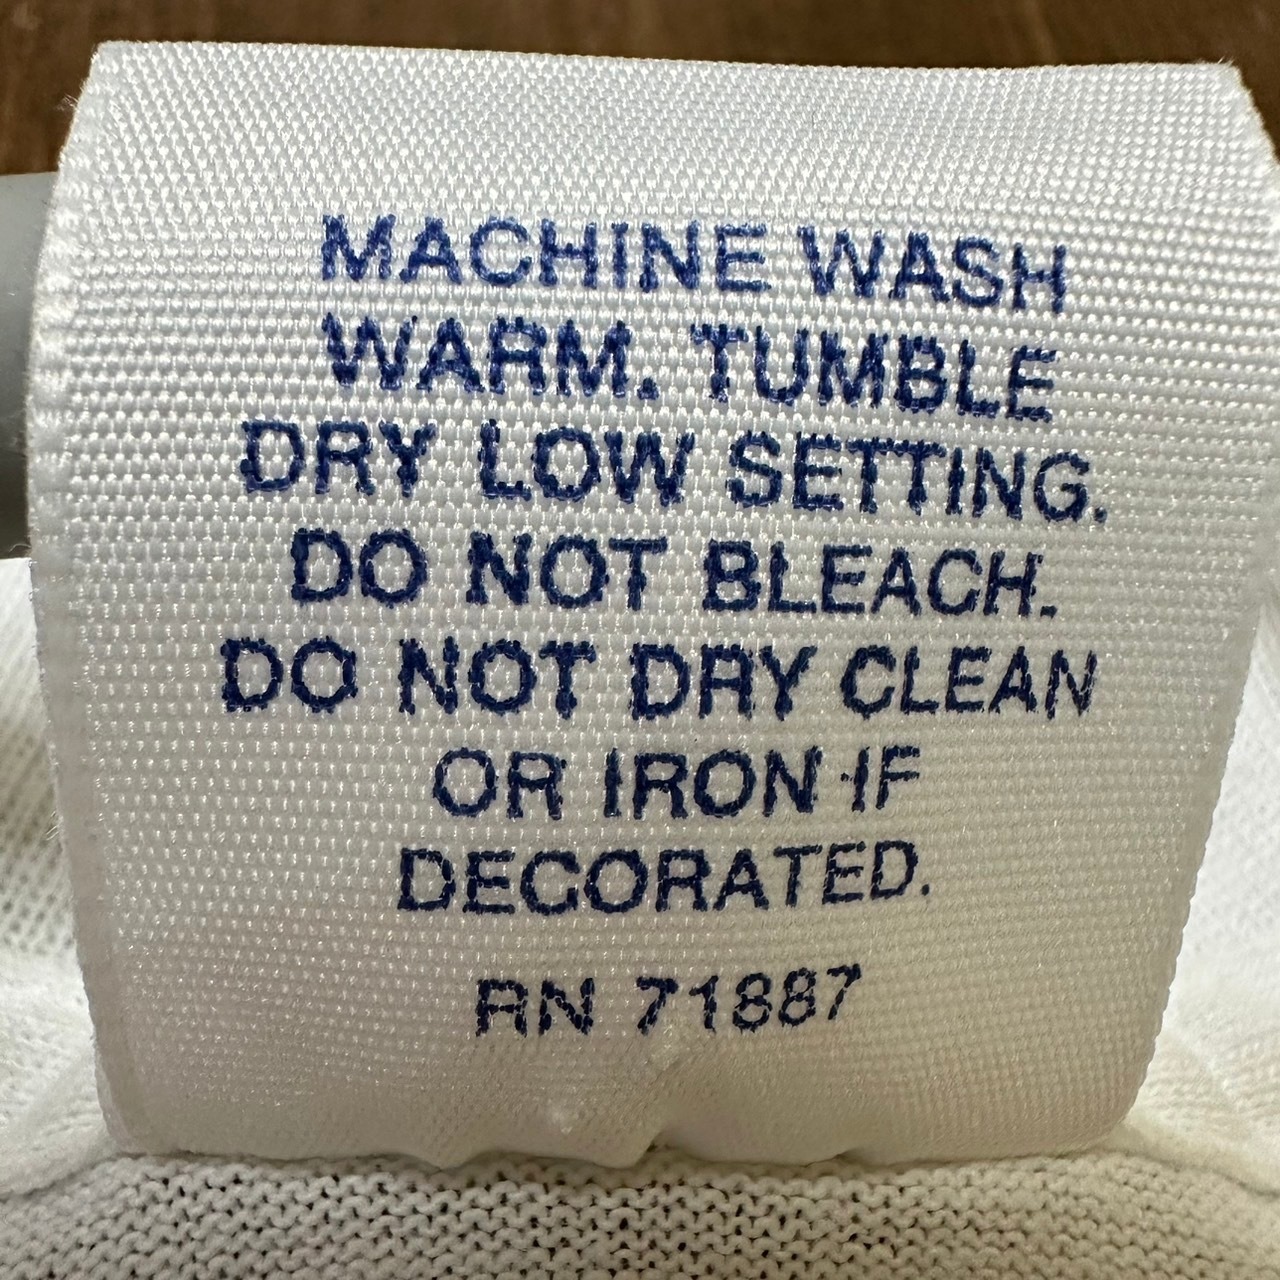 MACHINE WASH
WARM. TUMBLE
DRY LOW SETTING.
DO NOT BLEACH.
DO NOT DRY CLEAN
OR IRON IF
DECORATED.
RN 71887